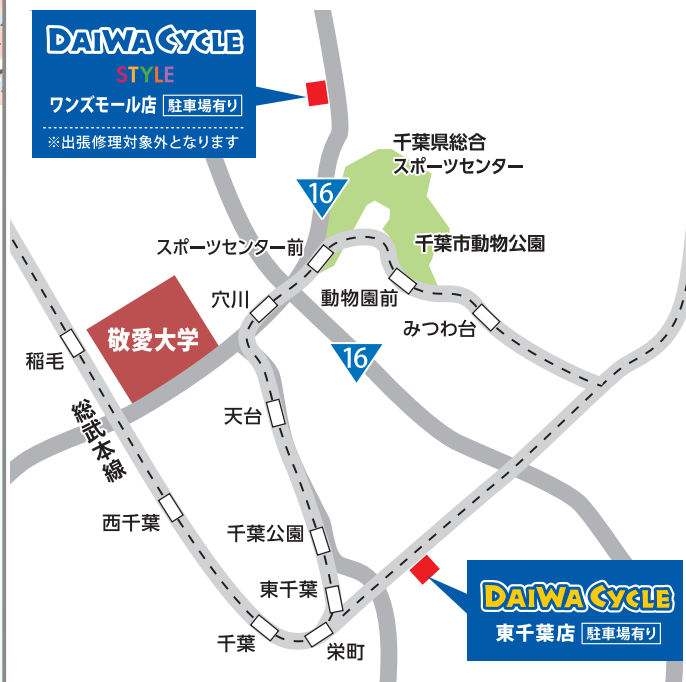 DAIWA CYCLE
STYLE
ワンズモール店 駐車場有り
※出張修理対象外となります
千葉県総合
スポーツセンター
16
スポーツセンター前
千葉市動物公園
穴川
動物園前
みつわ台
敬愛大学
稲毛
16
総武本線
天台
西千葉
千葉公園
東千葉
千葉
栄町
DAIWA CYCLE
東千葉店 駐車場有り